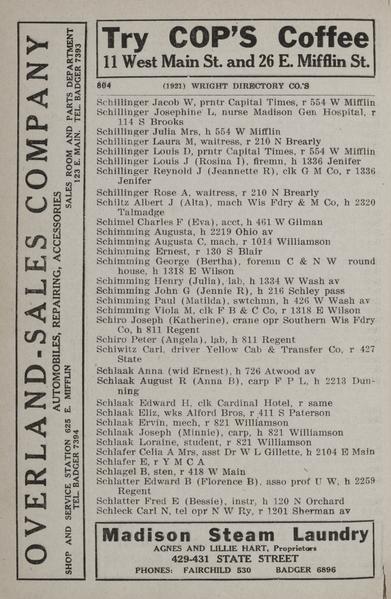 Try COP'S Coffee
11 West Main St. and 26 E. Mifflin St.
OVERLAND-SALES COMPANY
AUTOMOBILES, REPAIRING, ACCESSORIES
SHOP AND SERVICE STATION 625 E. MIFFLIN
TEL. BADGER 7394
SALES ROOM AND PARTS DEPARTMENT
123 E. MAIN. TEL. BADGER 7393
804 (1921) WRIGHT DIRECTORY CO.'S
Schillinger Jacob W, prntr Capital Times, r 554 W Mifflin
Schillinger Josephine L, nurse Madison Gen Hospital, r
114 S Brooks
Schillinger Julia Mrs, h 554 W Mifflin
Schillinger Laura M, waitress, r 210 N Brearly
Schillinger Louis D, prntr Capital Times, r 554 W Mifflin
Schillinger Louis J (Rosina I), firemn, h 1336 Jenifer
Schillinger Reynold J (Jeannette R), clk G M Co, r 1336
Jenifer
Schillinger Rose A, waitress, r 210 N Brearly
Schiltz Albert J (Alta), mach Wis Fdry & M Co, h 2320
Talmadge
Schimel Charles F (Eva), acct, h 461 W Gilman
Schimming Augusta, h 2219 Ohio av
Schimming Augusta C, mach, r 1014 Williamson
Schimming Ernest, r 130 S Blair
Schimming George (Bertha), foremn C & N W round
house, h 1318 E Wilson
Schimming Henry (Julia), lab, h 1334 W Wash av
Schimming John G (Jennie R), h 216 Schley pass
Schimming Paul (Matilda), swtchmn, h 426 W Wash av
Schimming Viola M, clk F B & C Co, r 1318 E Wilson
Schiro Joseph (Katherine), crane opr Southern Wis Fdry
Co, h 811 Regent
Schiro Peter (Angela), lab, h 811 Regent
Schiwitz Carl, driver Yellow Cab & Transfer Co, r 427
State
Schlaak Anna (wid Ernest), h 726 Atwood av
Schlaak August R (Anna B), carp F P L, h 2213 Dun-
ning
Schlaak Edward H, clk Cardinal Hotel, r same
Schlaak Eliz, wks Alford Bros, r 411 S Paterson
Schlaak Ervin, mech, r 821 Williamson
Schlaak Joseph (Minnie), carp, h 821 Williamson
Schlaak Loraine, student, r 821 Williamson
Schlafer Celia A Mrs, asst Dr W L Gillette, h 2104 E Main
Schlafer E, r Y M C A
Schlagel B, sten, r 418 W Main
Schlatter Edward B (Florence B), asso prof U W, h 2259
Regent
Schlatter Fred E (Bessie), instr, h 120 N Orchard
Schleck Carl N, tel opr N W Ry, r 1201 Sherman av
Madison Steam Laundry
AGNES AND LILLIE HART, Proprietors
429-431 STATE STREET
PHONES: FAIRCHILD 530 BADGER 6896